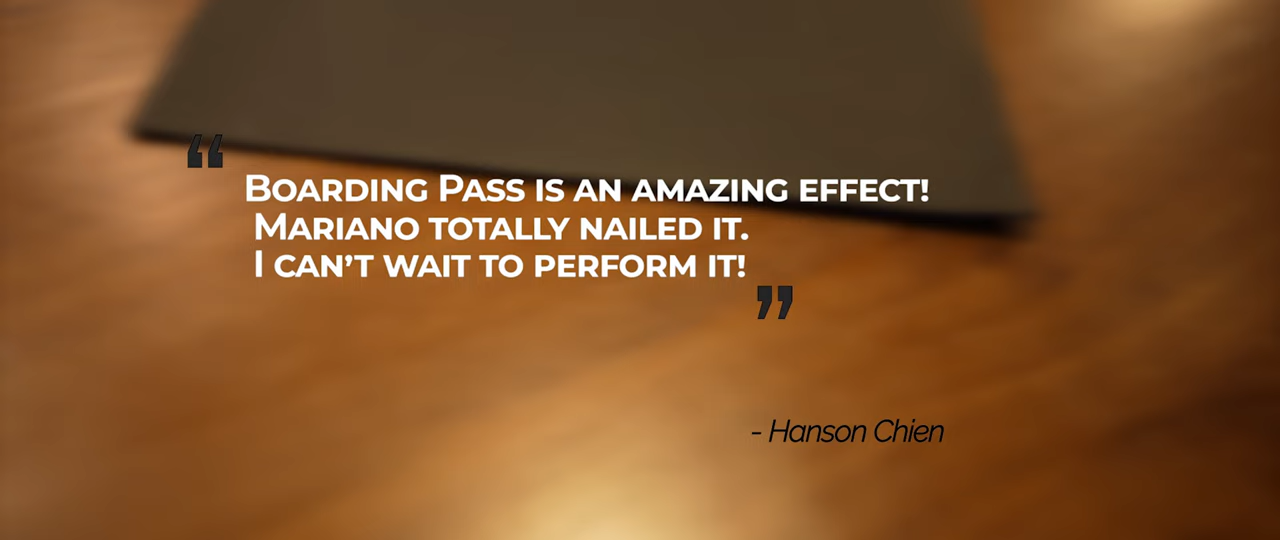 “
BOARDING PASS IS AN AMAZING EFFECT!
MARIANO TOTALLY NAILED IT.
I CAN’T WAIT TO PERFORM IT!
”
- Hanson Chien